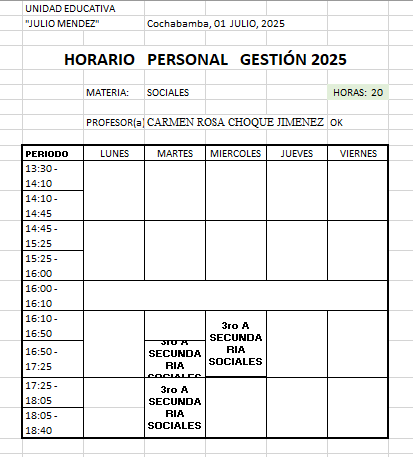 UNIDAD EDUCATIVA
"JULIO MENDEZ" Cochabamba, 01 JULIO, 2025
HORARIO PERSONAL GESTIÓN 2025
MATERIA: SOCIALES HORAS: 20
PROFESOR(a) CARMEN ROSA CHOQUE JIMENEZ OK
PERIODO LUNES MARTES MIERCOLES JUEVES VIERNES
13:30 -
14:10
14:10 -
14:45
14:45 -
15:25
15:25 -
16:00
16:00 -
16:10
16:10 -
16:50
3ro A
SECUNDA
RIA
SOCIALES
16:50 -
17:25
3ro A
SECUNDA
RIA
SOCIALES
17:25 -
18:05
3ro A
SECUNDA
RIA
SOCIALES
18:05 -
18:40